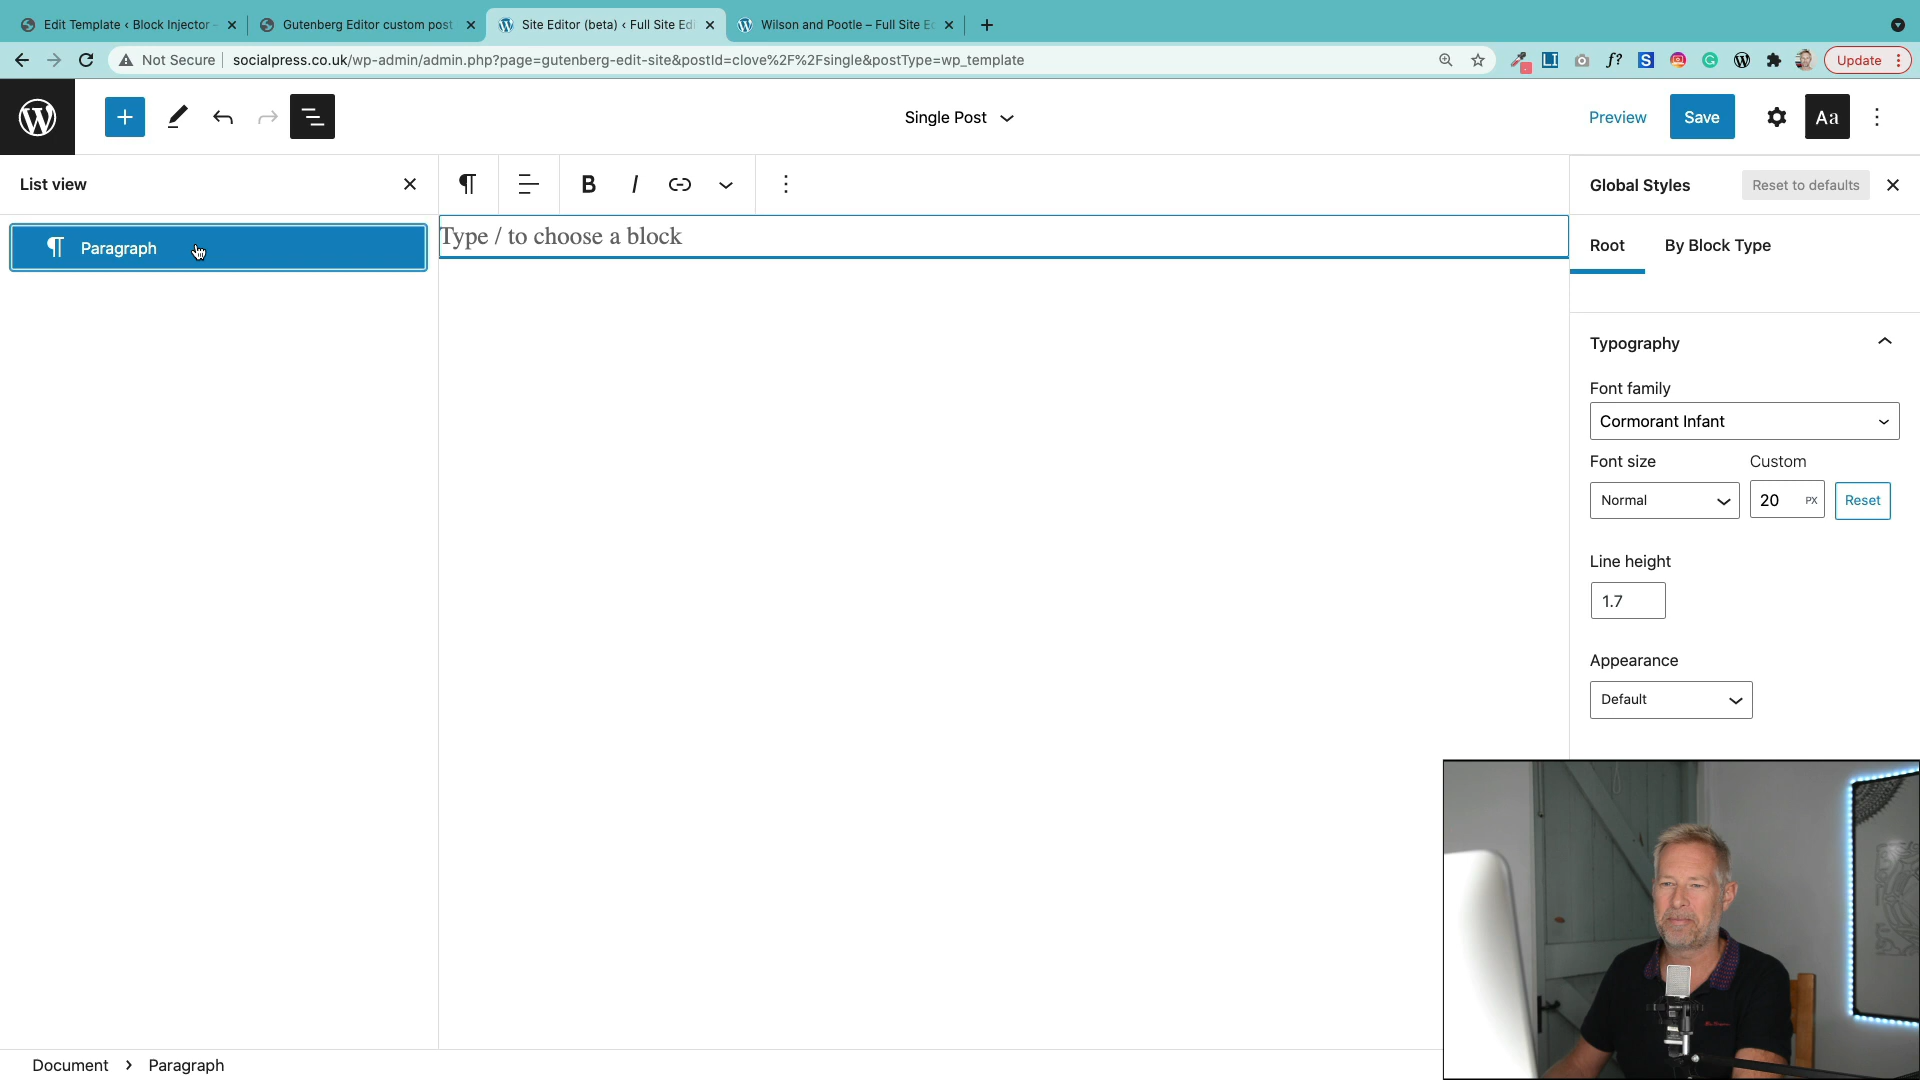 Edit Template ‹ Block Injector -
Gutenberg Editor custom post
Site Editor (beta) ‹ Full Site Edi
Wilson and Pootle – Full Site E
Not Secure
socialpress.co.uk/wp-admin/admin.php?page=gutenberg-edit-site&postId=clove%2F%2Fsingle&postType=wp_template
Update
Single Post
Preview
Save
Aa
List view
Global Styles
Reset to defaults
Paragraph
Type / to choose a block
Root
By Block Type
Typography
Font family
Cormorant Infant
Font size
Custom
Normal
20
PX
Reset
Line height
1.7
Appearance
Default
Document
Paragraph